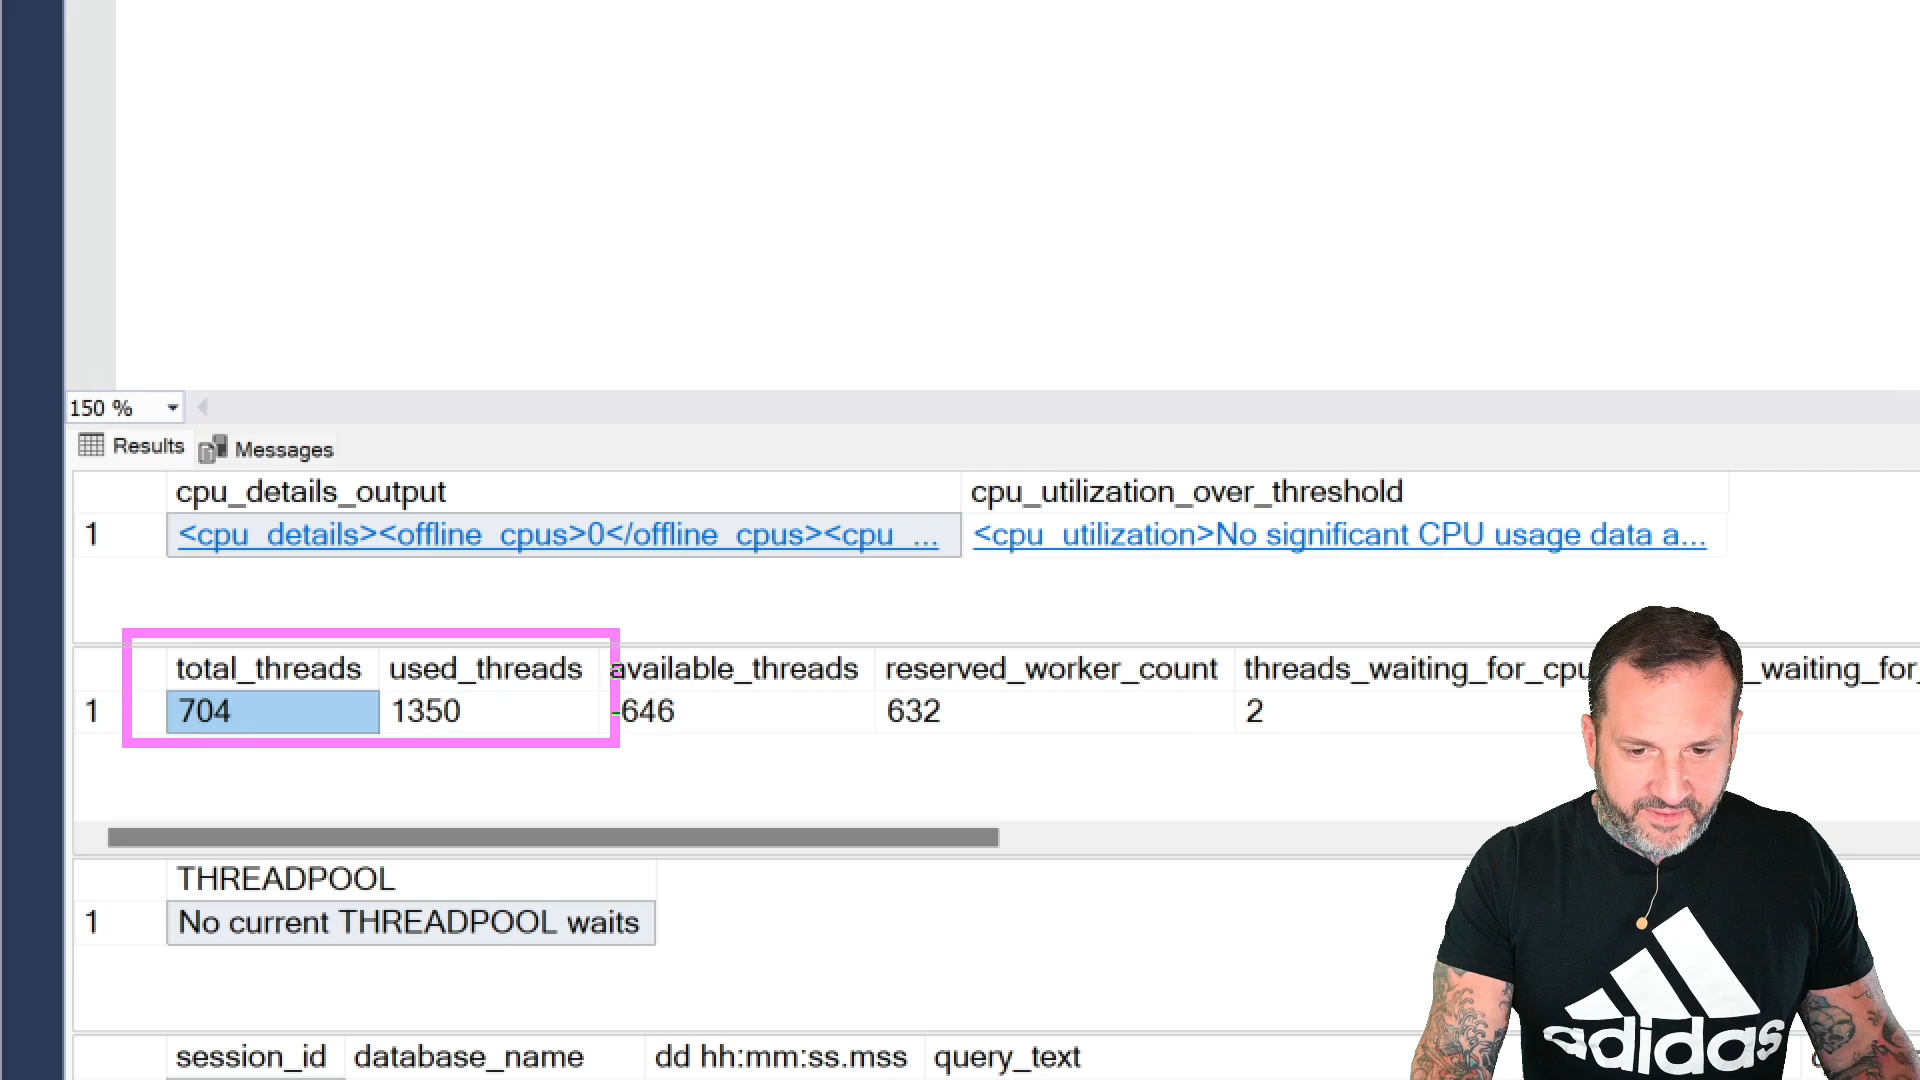 150 %
Results Messages
cpu_details_output cpu_utilization_over_threshold
1 <cpu_details><offline_cpus>0</offline_cpus><cpu_... <cpu_utilization>No significant CPU usage data a...
total_threads used_threads available_threads reserved_worker_count threads_waiting_for_cpu _waiting_for_
1 704 1350 -646 632 2
THREADPOOL
1 No current THREADPOOL waits
session_id database_name dd hh:mm:ss.mss query_text
adidas